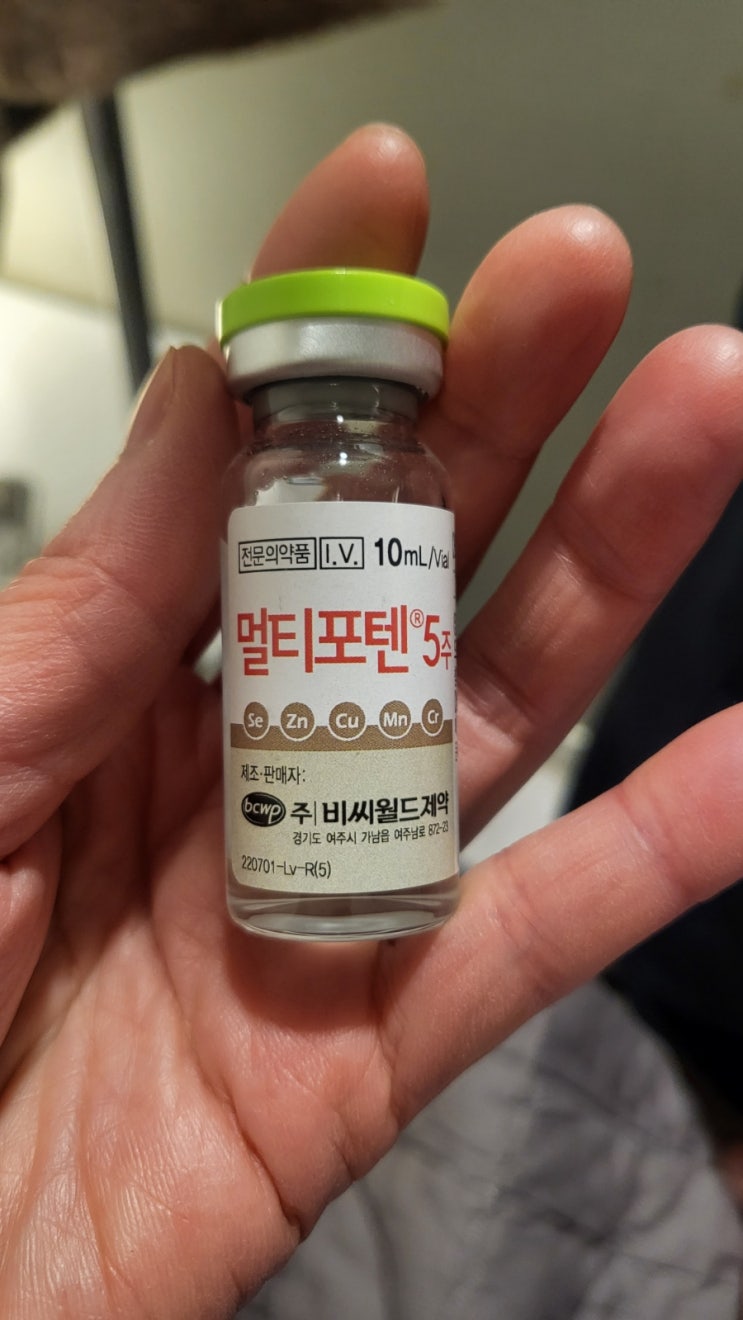 전문의약품 I.V. 10mL/Vial
멀티포텐® 5주
Se Zn Cu Mn Cr
제조·판매자:
bcwp 주| 비씨월드제약
경기도 여주시 가남읍 여주남로 872-23
220701-Lv-R(5)